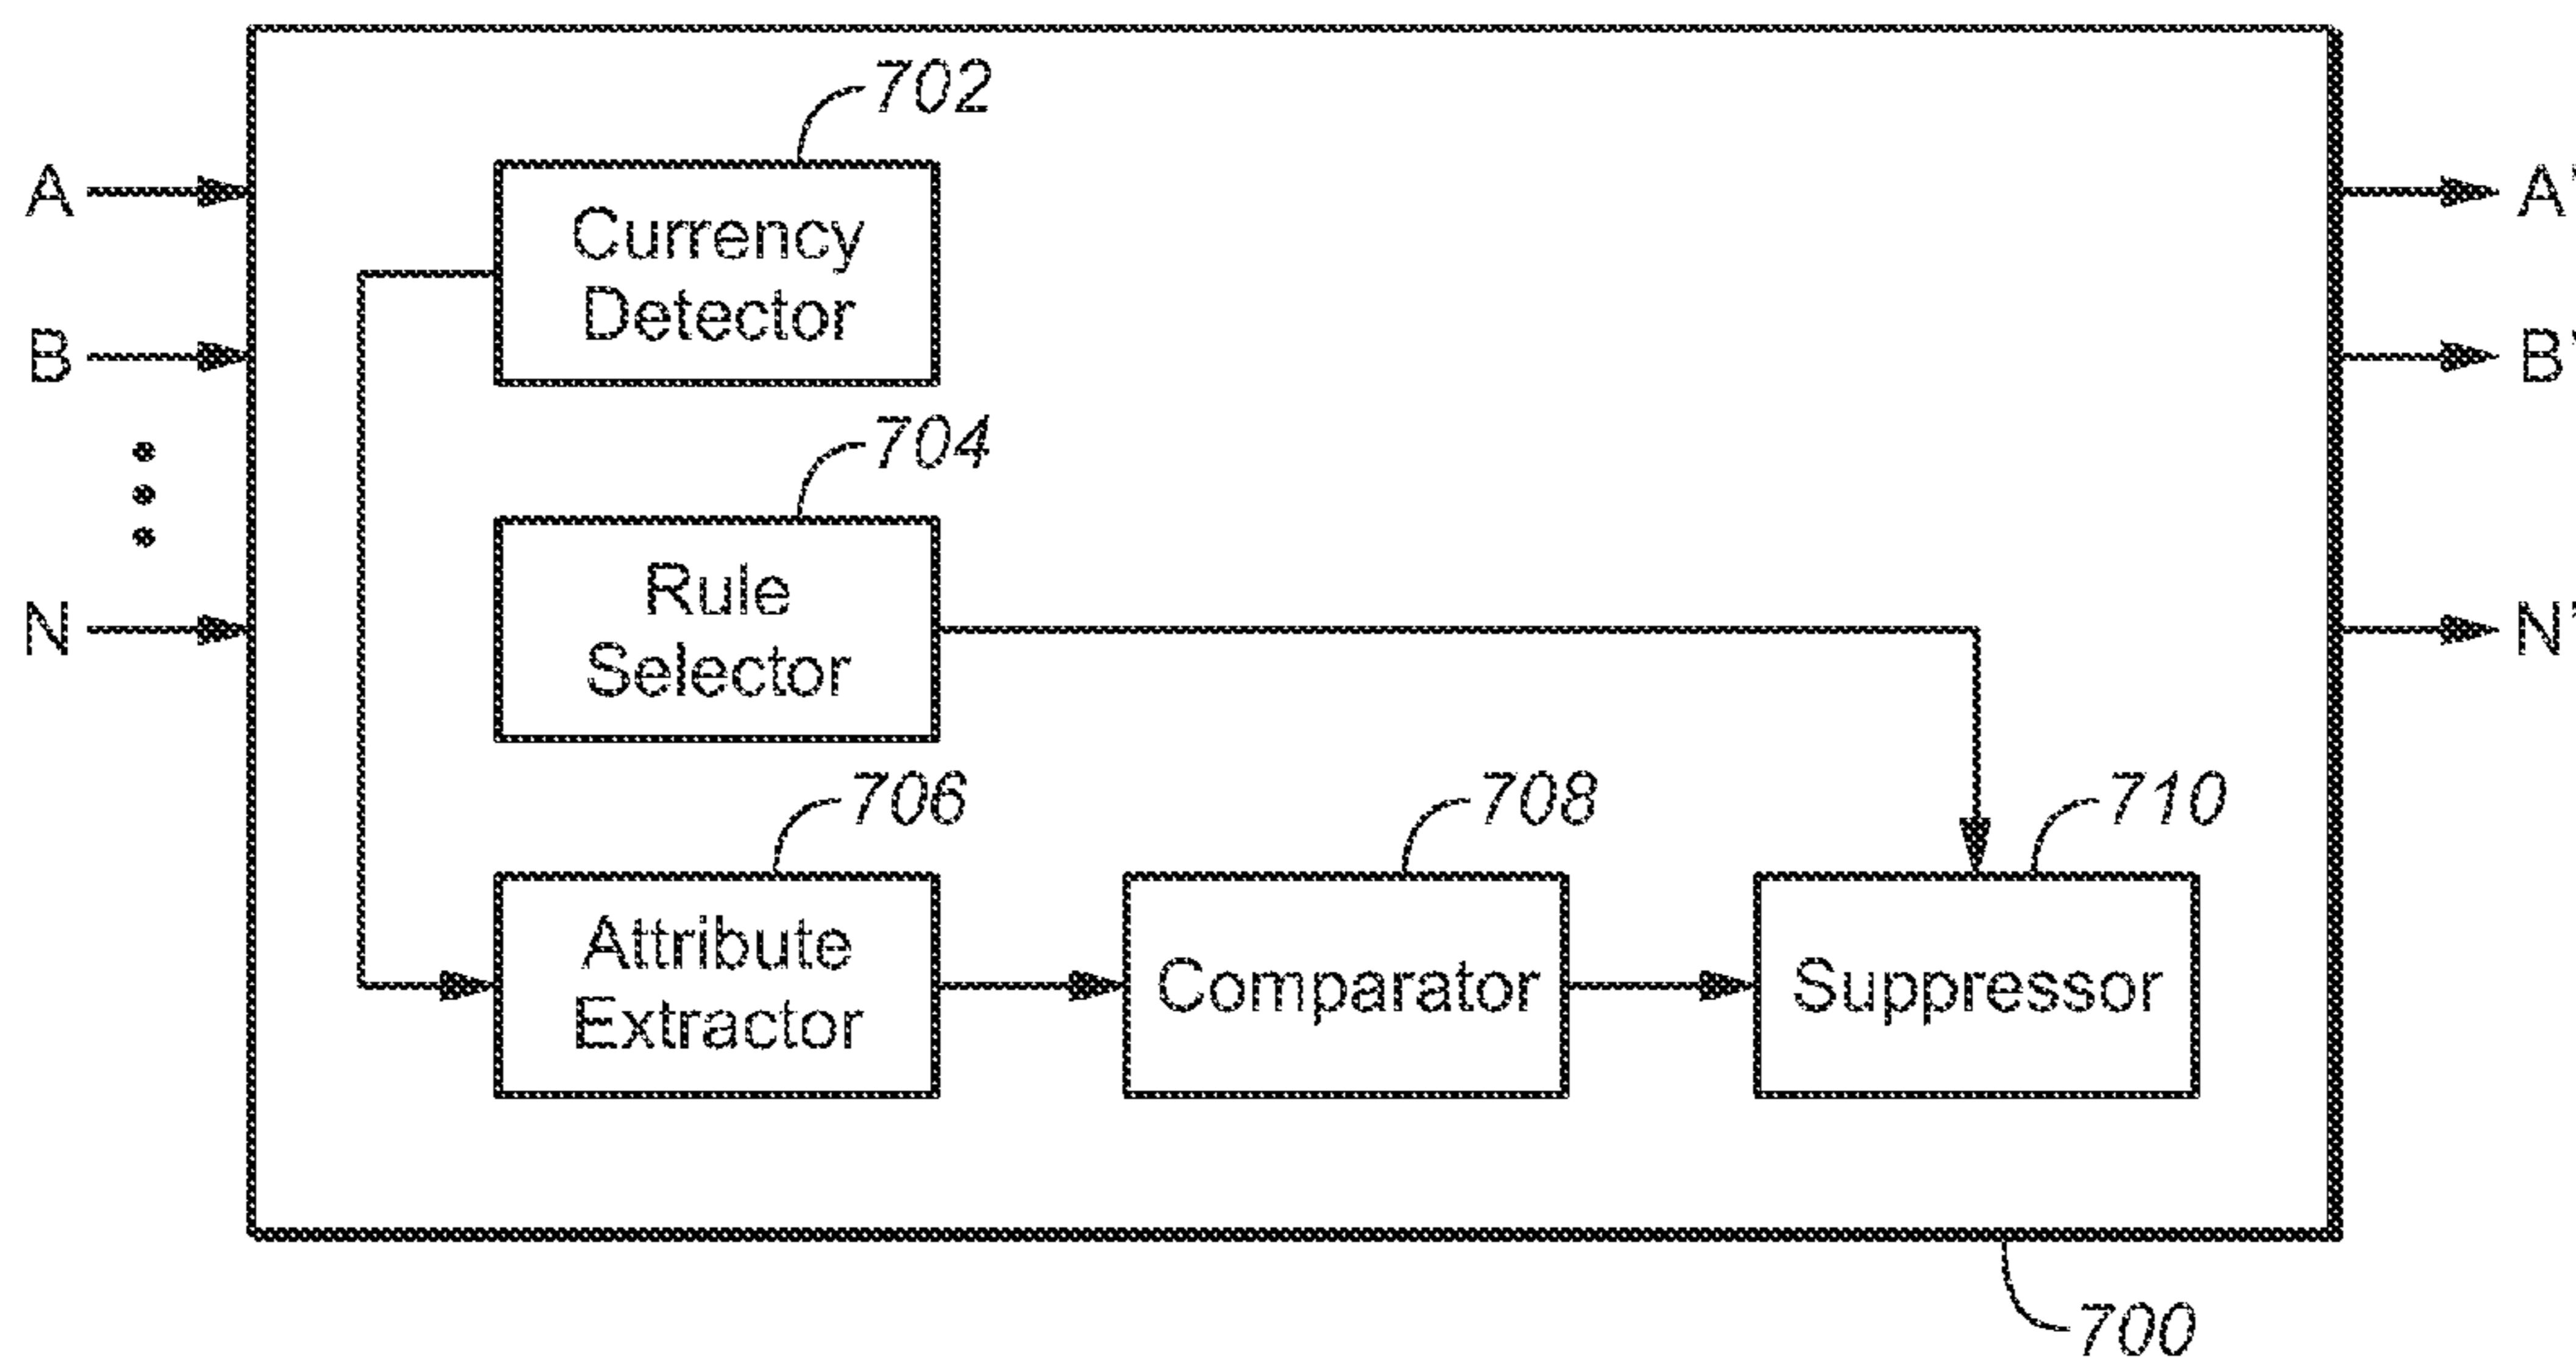 702
A
A'
Currency
Detector
B
B'
704
Rule
Selector
N
N'
706
708
710
Attribute
Extractor
Comparator
Suppressor
700